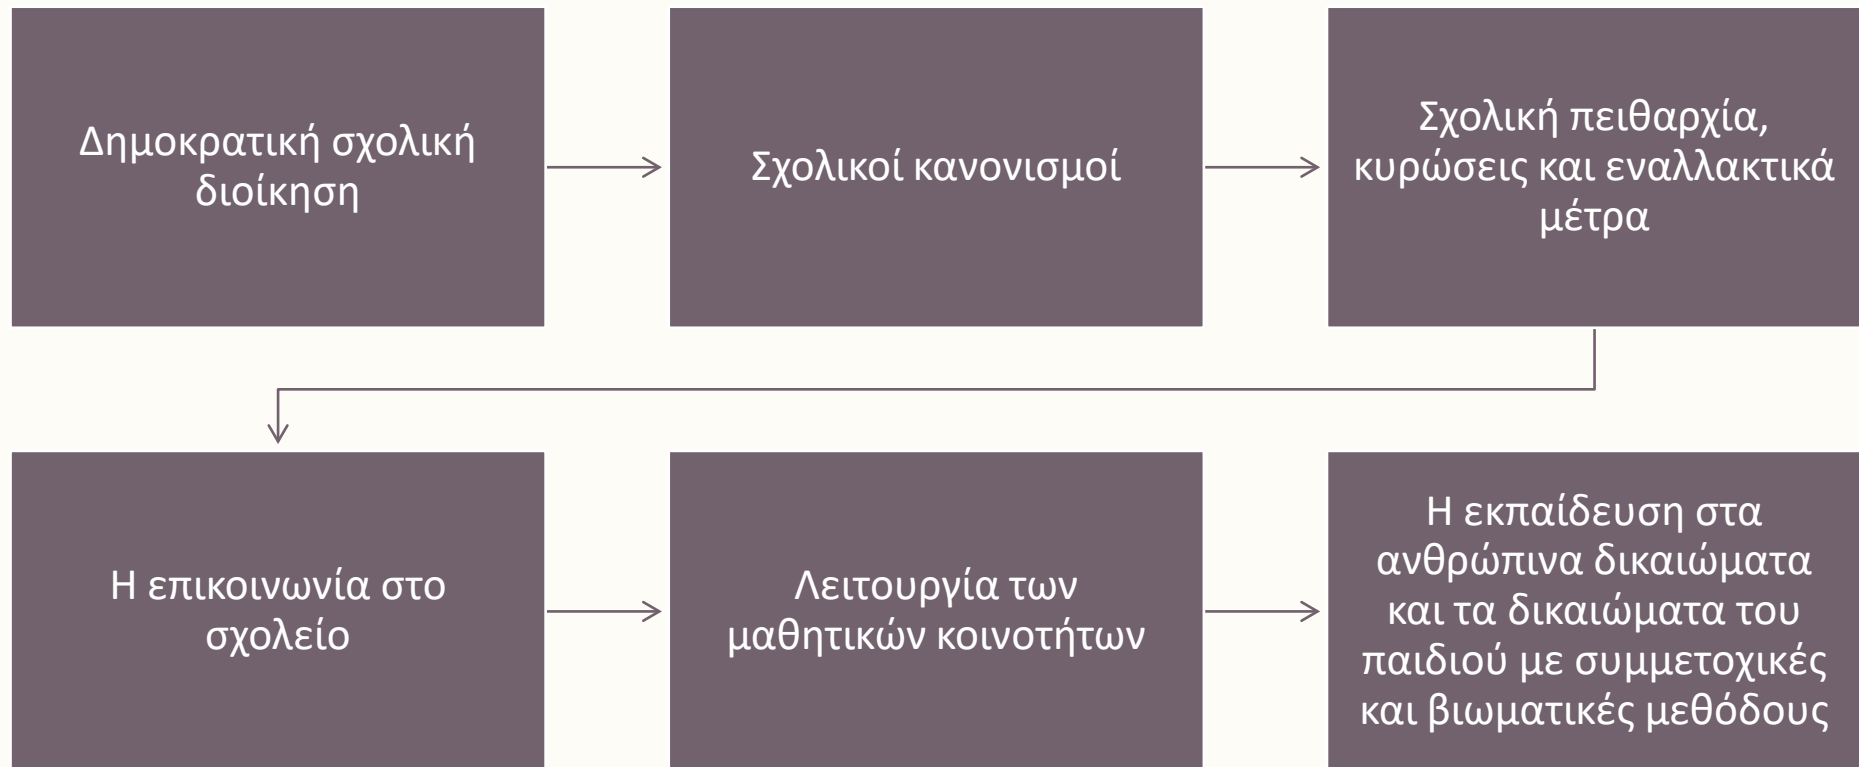 Δημοκρατική σχολική
διοίκηση
Σχολικοί κανονισμοί
Σχολική πειθαρχία,
κυρώσεις και εναλλακτικά
μέτρα
Η επικοινωνία στο
σχολείο
Λειτουργία των
μαθητικών κοινοτήτων
Η εκπαίδευση στα
ανθρώπινα δικαιώματα
και τα δικαιώματα του
παιδιού με συμμετοχικές
και βιωματικές μεθόδους